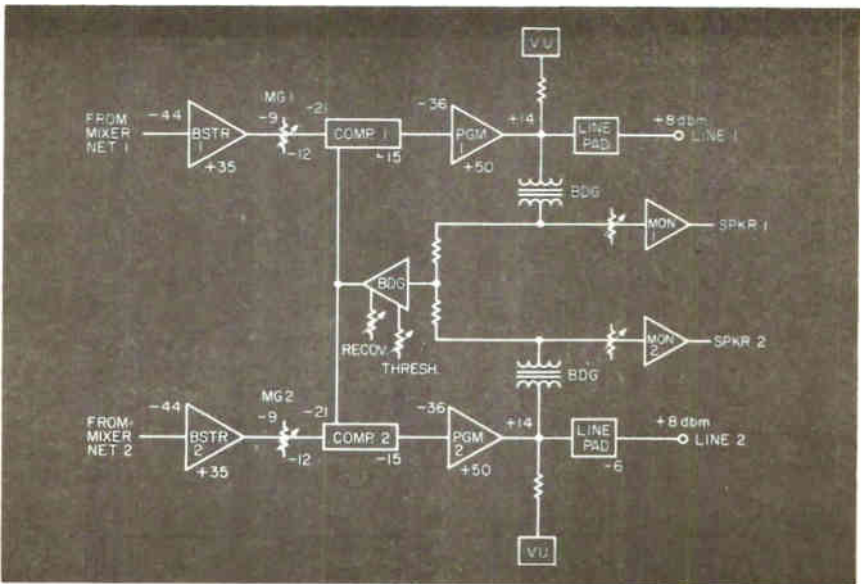 VU
FROM
MIXER
NET 1
-44
BSTR
1
+35
MG 1
-9
-12
-21
COMP. 1
-15
-36
PGM
1
+50
+14
LINE
PAD
+8 dbm
LINE 1
BDG
MON
1
SPKR 1
BDG
RECOV.
THRESH.
MON
2
SPKR 2
BDG
FROM
MIXER
NET 2
-44
BSTR
2
+35
MG2
-9
-12
-21
COMP. 2
-15
-36
PGM
2
+50
+14
LINE
PAD
-6
+8 dbm
LINE 2
VU